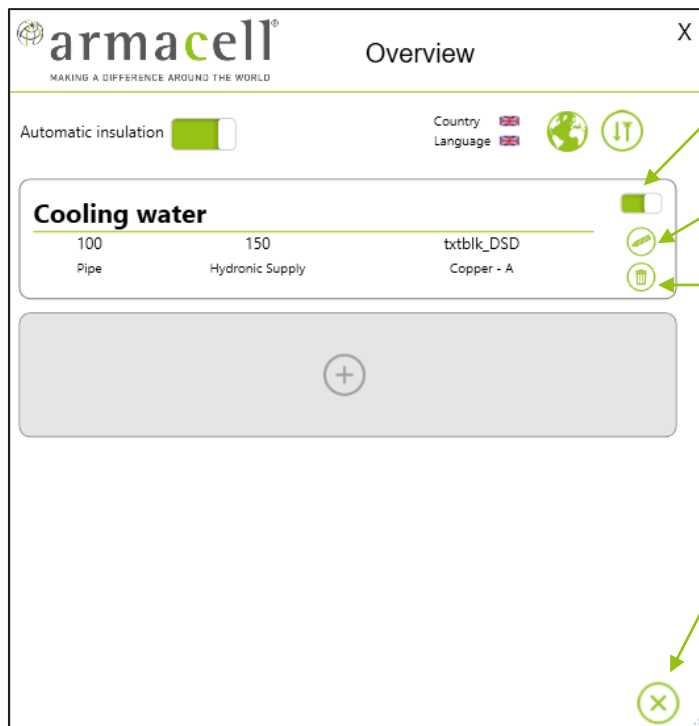 armacell®
MAKING A DIFFERENCE AROUND THE WORLD
Overview
X
Automatic insulation
Country
Language
Cooling water
100 150 txtblk_DSD
Pipe Hydronic Supply Copper - A